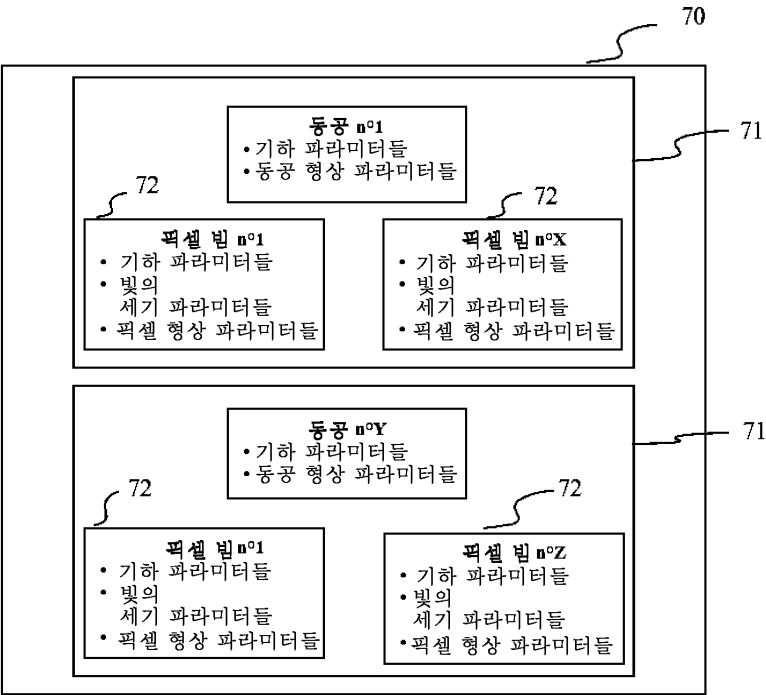 70
71
동공 n°1
• 기하 파라미터들
• 동공 형상 파라미터들
72
72
픽셀 빔 n°1
• 기하 파라미터들
• 빛의
세기 파라미터들
• 픽셀 형상 파라미터들
픽셀 빔 n°X
• 기하 파라미터들
• 빛의
세기 파라미터들
• 픽셀 형상 파라미터들
71
동공 n°Y
• 기하 파라미터들
• 동공 형상 파라미터들
72
72
픽셀 빔 n°1
• 기하 파라미터들
• 빛의
세기 파라미터들
• 픽셀 형상 파라미터들
픽셀 빔 n°Z
• 기하 파라미터들
• 빛의
세기 파라미터들
• 픽셀 형상 파라미터들